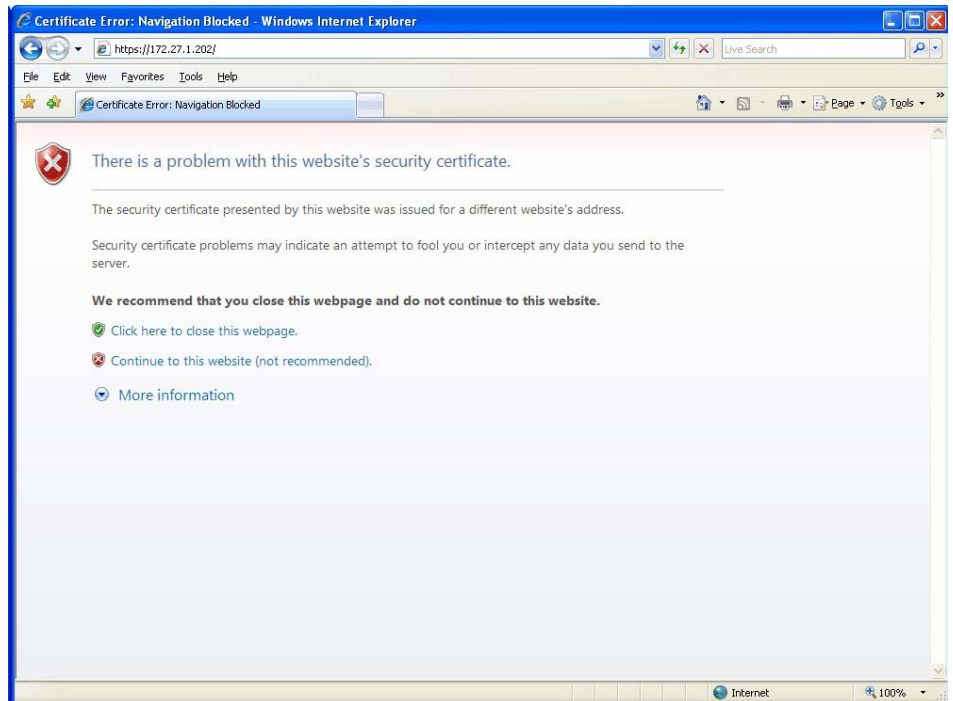 Certificate Error: Navigation Blocked - Windows Internet Explorer
https://172.27.1.202/
Live Search
File Edit View Favorites Tools Help
Certificate Error: Navigation Blocked
Page Tools »
There is a problem with this website's security certificate.
The security certificate presented by this website was issued for a different website's address.
Security certificate problems may indicate an attempt to fool you or intercept any data you send to the
server.
We recommend that you close this webpage and do not continue to this website.
Click here to close this webpage.
Continue to this website (not recommended).
More information
Internet 100%